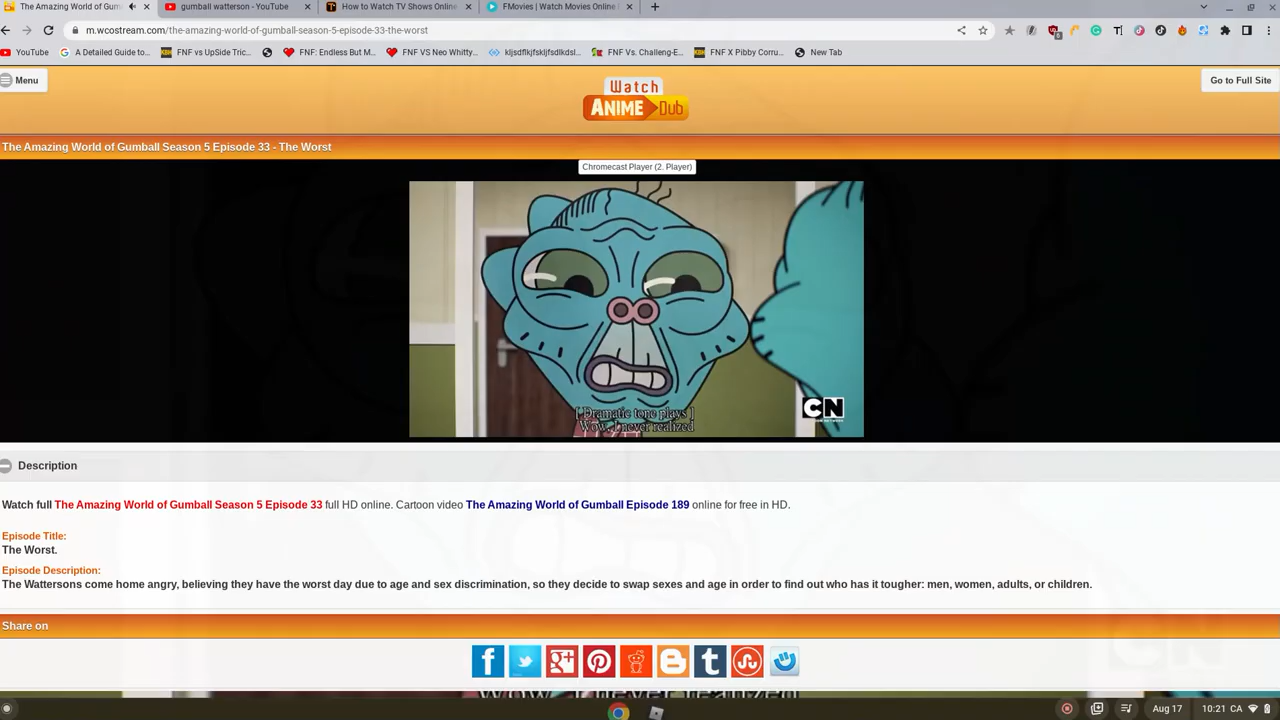 The Amazing World of Gum
gumball watterson - YouTube
How to Watch TV Shows Online
FMovies | Watch Movies Online
m.wcostream.com/the-amazing-world-of-gumball-season-5-episode-33-the-worst
YouTube
A Detailed Guide to...
FNF vs UpSide Tric...
FNF: Endless But M...
FNF VS Neo Whitty...
kljsdflkjfskljfsdlkdsl...
FNF Vs. Challeng-E...
FNF X Pibby Corru...
New Tab
Menu
Watch
ANIME Dub
Go to Full Site
The Amazing World of Gumball Season 5 Episode 33 - The Worst
Chromecast Player (2. Player)
[ Dramatic tone plays ]
Wow, I never realized
CN
Description
Watch full The Amazing World of Gumball Season 5 Episode 33 full HD online. Cartoon video The Amazing World of Gumball Episode 189 online for free in HD.
Episode Title:
The Worst.
Episode Description:
The Wattersons come home angry, believing they have the worst day due to age and sex discrimination, so they decide to swap sexes and age in order to find out who has it tougher: men, women, adults, or children.
Share on
Wow, I never realized
Aug 17
10:21 CA